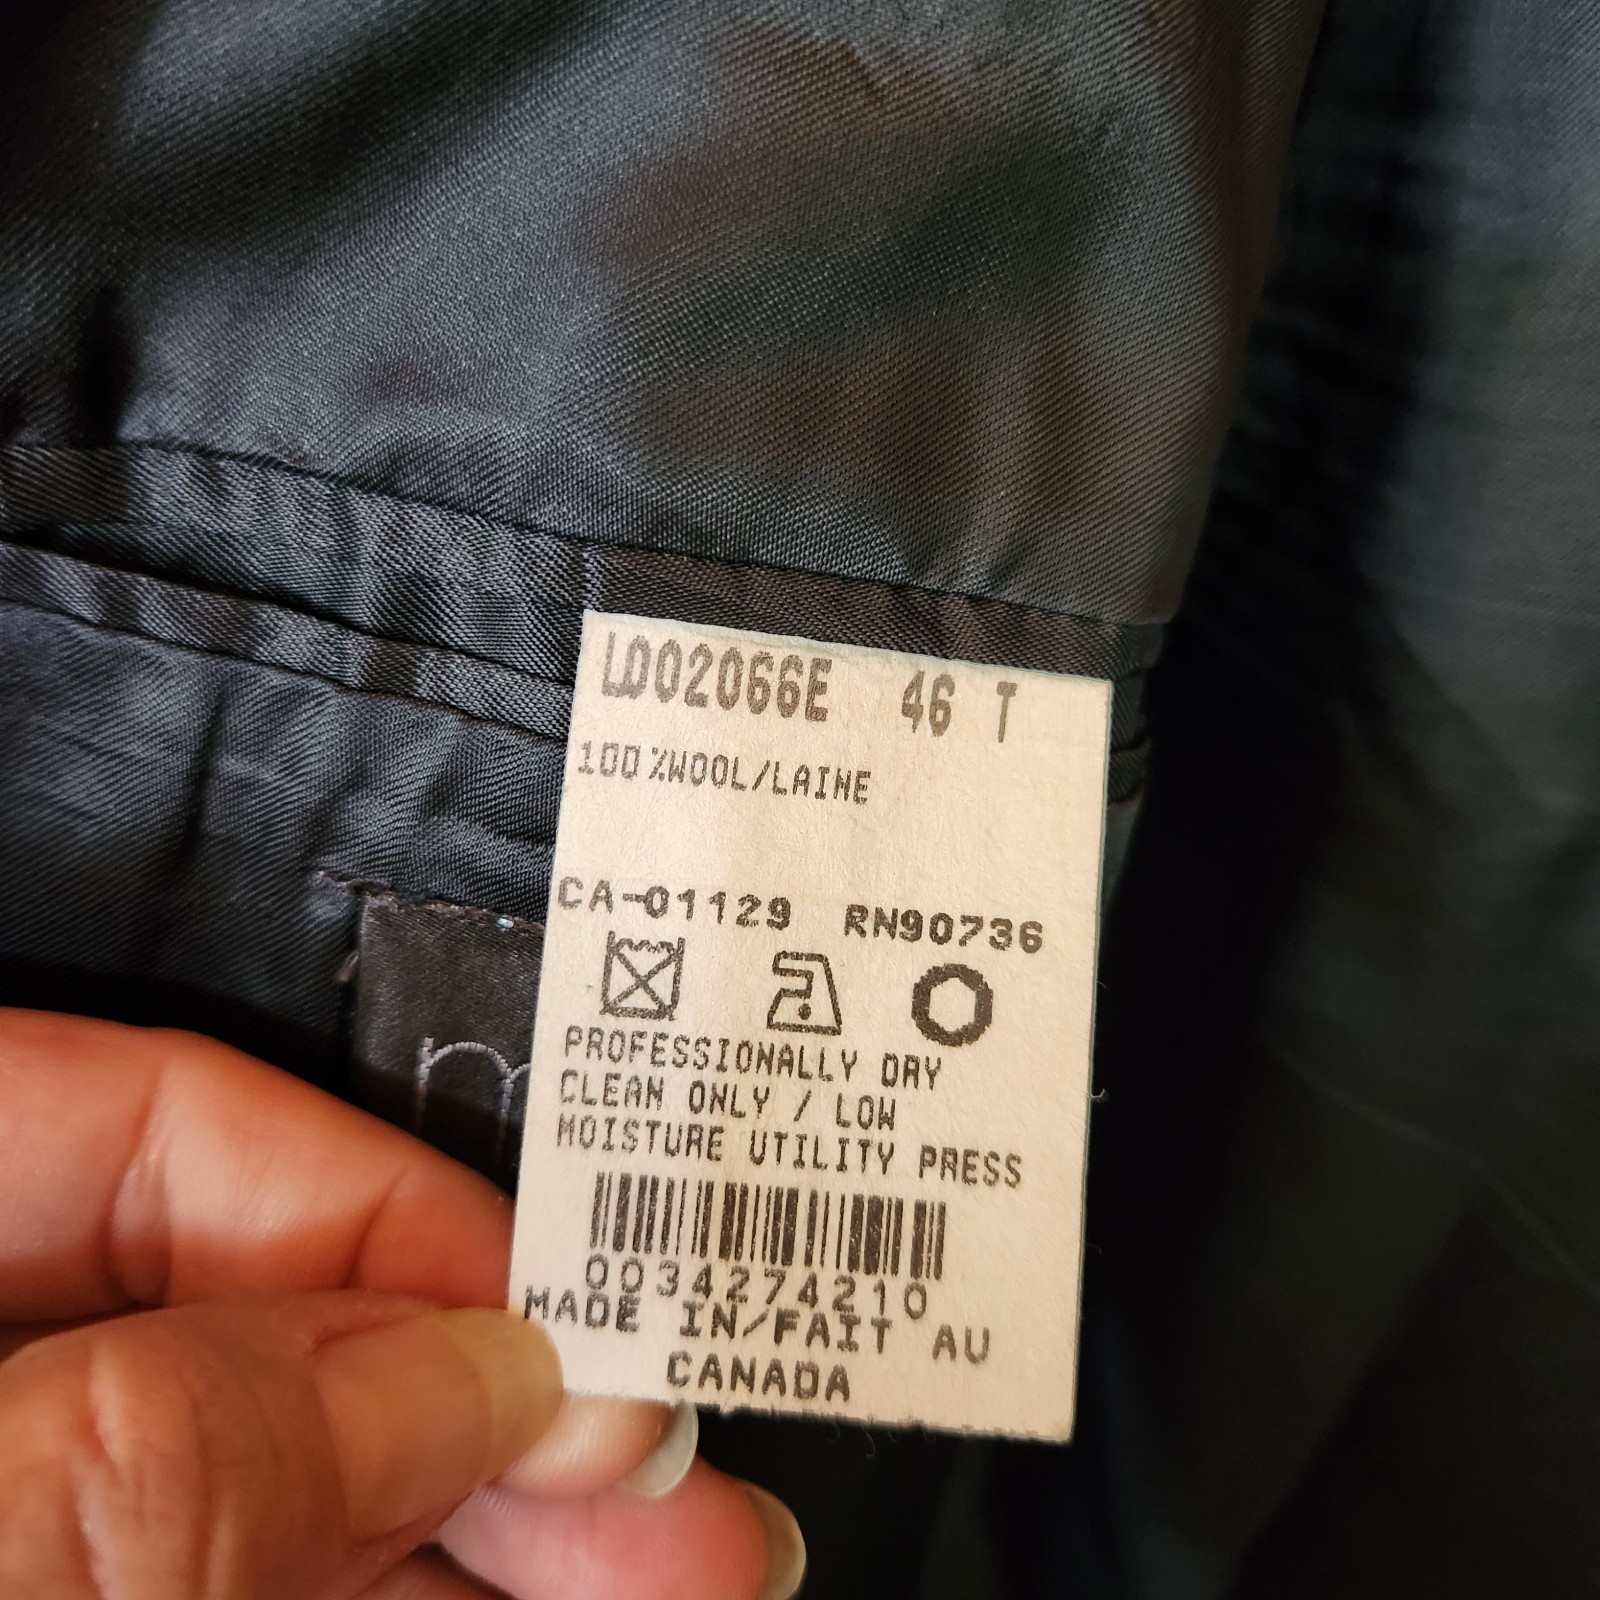 LD02066E 46 T
100%WOOL/LAINE
CA-01129 RN90736
PROFESSIONALLY DRY
CLEAN ONLY / LOW
MOISTURE UTILITY PRESS
0034274210
MADE IN/FAIT AU
CANADA